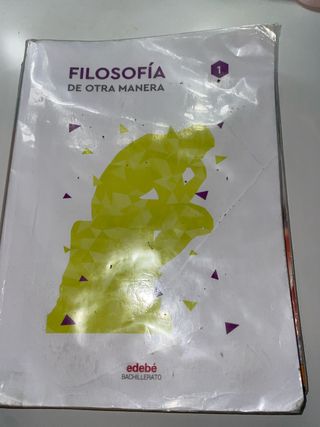 FILOSOFÍA
1
DE OTRA MANERA
edebé
BACHILLERATO